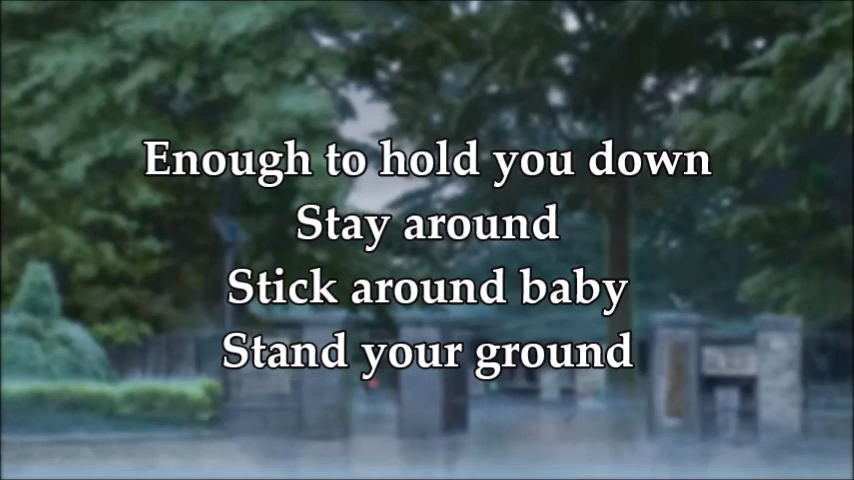 Enough to hold you down
Stay around
Stick around baby
Stand your ground